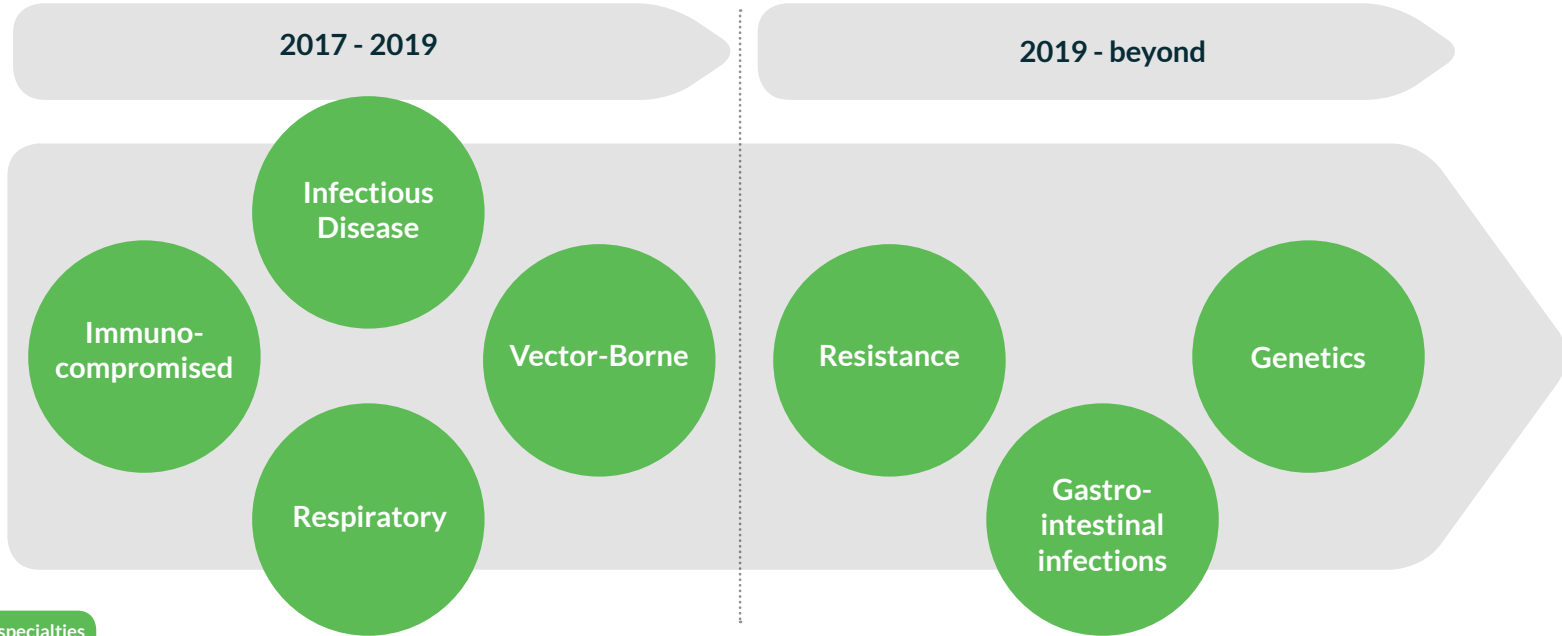 2017 - 2019
2019 - beyond
Infectious
Disease
Immuno-
compromised
Vector-Borne
Respiratory
Resistance
Genetics
Gastro-
intestinal
infections
specialties